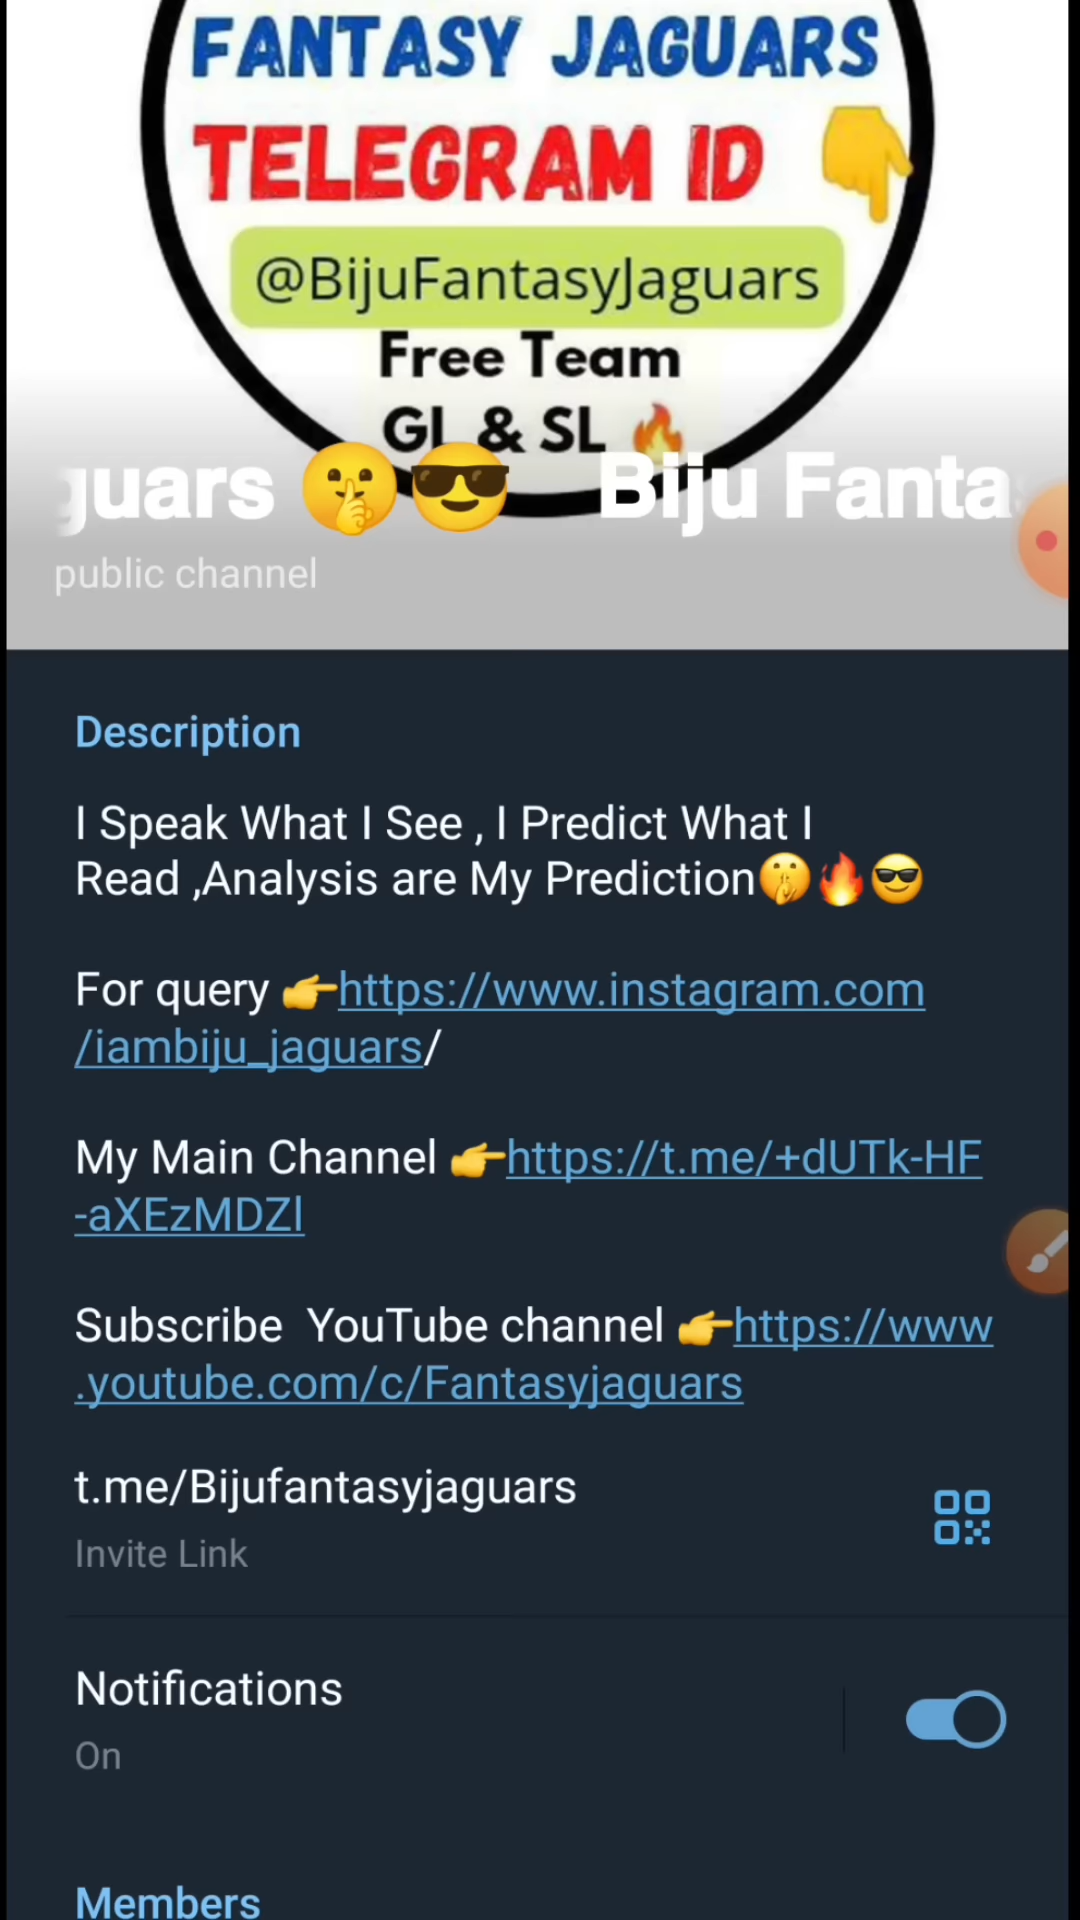 FANTASY JAGUARS
TELEGRAM ID 👇
@BijuFantasyJaguars
Free Team
GL & SL 🔥
guars 🤫😎 Biju Fanta
public channel
Description
I Speak What I See , I Predict What I
Read ,Analysis are My Prediction🤫🔥😎
For query 👉https://www.instagram.com
/iambiju_jaguars/
My Main Channel 👉https://t.me/+dUTk-HF
-aXEzMDZl
Subscribe  YouTube channel 👉https://www
.youtube.com/c/Fantasyjaguars
t.me/Bijufantasyjaguars
Invite Link
Notifications
On
Members